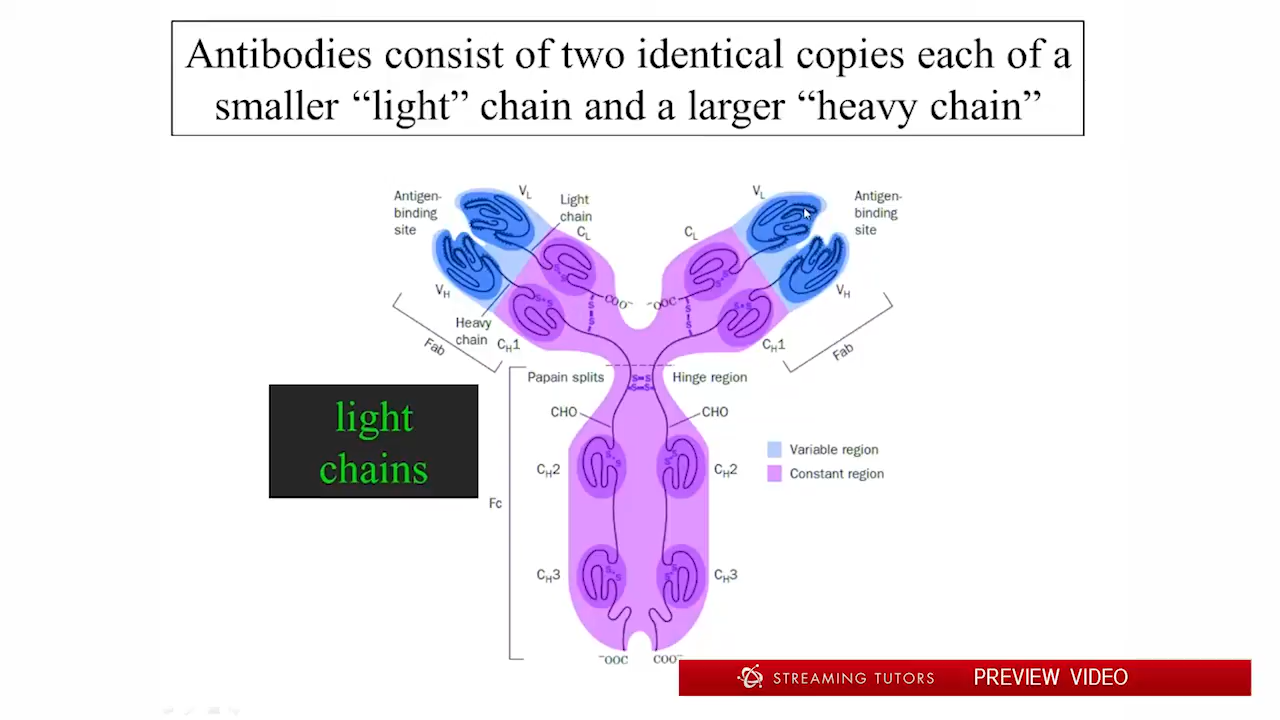 Antibodies consist of two identical copies each of a
smaller “light” chain and a larger “heavy chain”
Antigen-
binding
site
VL
Light
chain
CL
VH
Heavy
chain
CH1
Fab
COO⁻
S
S
S-S
S-S
CL
VL
Antigen-
binding
site
VH
CH1
Fab
⁻OOC
S
S
S-S
S-S
Papain splits
S-S
S-S
Hinge region
CHO
CHO
light
chains
Fc
CH2
S-S
S-S
CH2
Variable region
Constant region
CH3
S-S
S-S
CH3
⁻OOC
COO⁻
STREAMING TUTORS
PREVIEW VIDEO